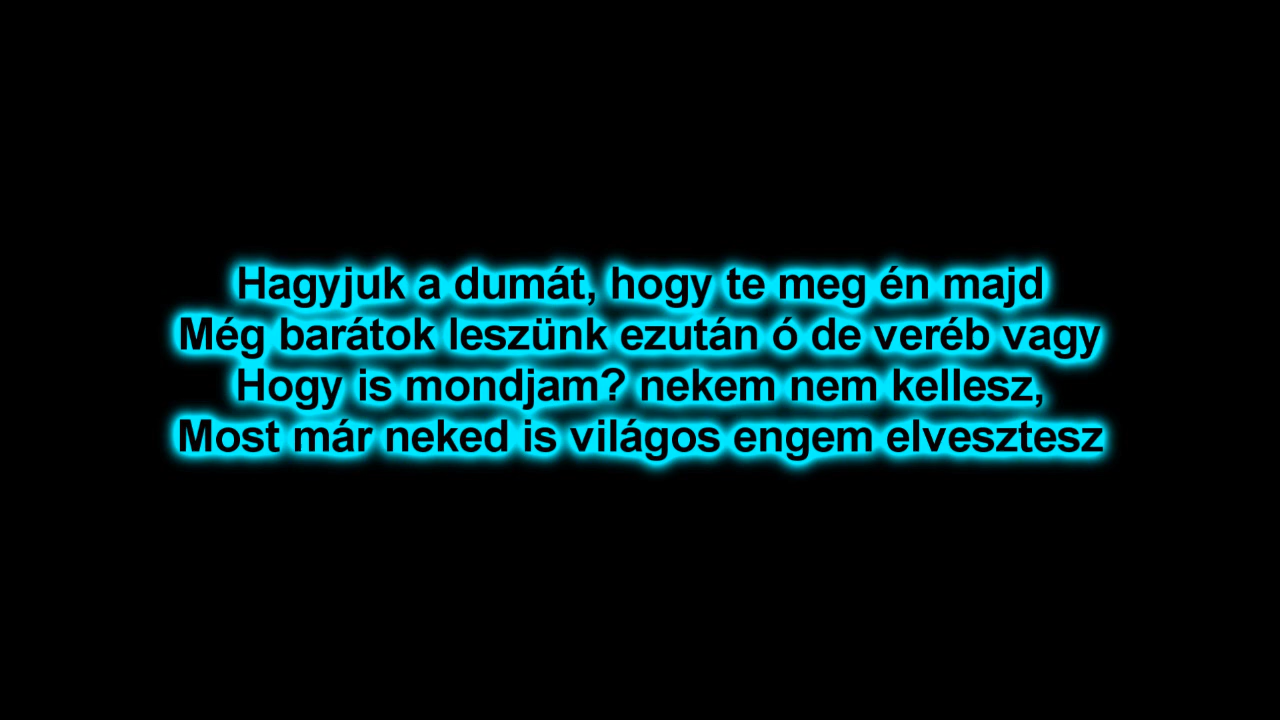 Hagyjuk a dumát, hogy te meg én majd
Még barátok leszünk ezután ó de veréb vagy
Hogy is mondjam? nekem nem kellesz,
Most már neked is világos engem elvesztesz